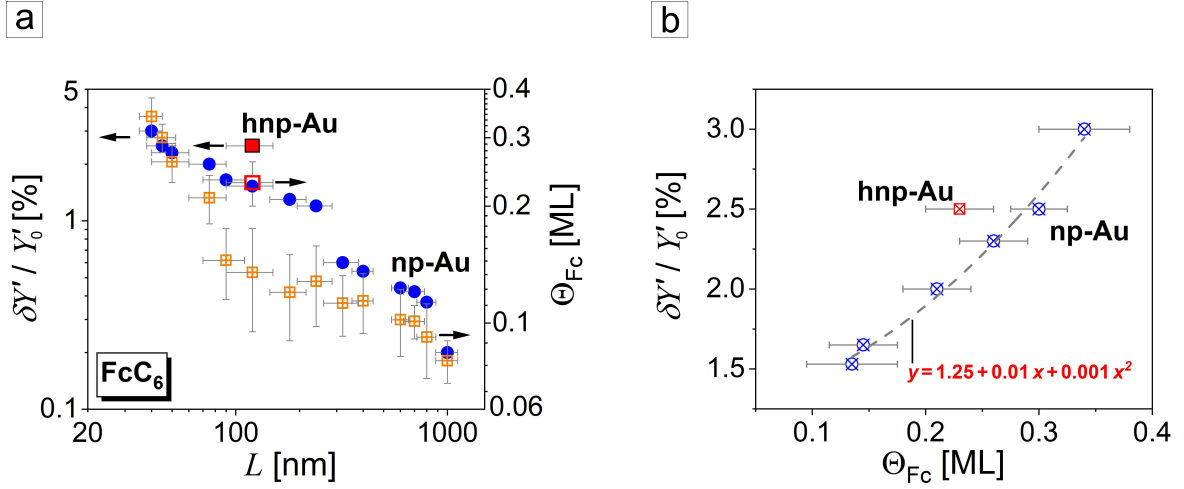 a
5
1
0.1
δY′ / Y′₀ [%]
20
100
1000
L [nm]
0.4
0.3
0.2
0.1
0.06
Θ_Fc [ML]
hnp-Au
np-Au
FcC₆
b
3.0
2.5
2.0
1.5
δY′ / Y′₀ [%]
0.1
0.2
0.3
0.4
Θ_Fc [ML]
hnp-Au
np-Au
y = 1.25 + 0.01 x + 0.001 x²